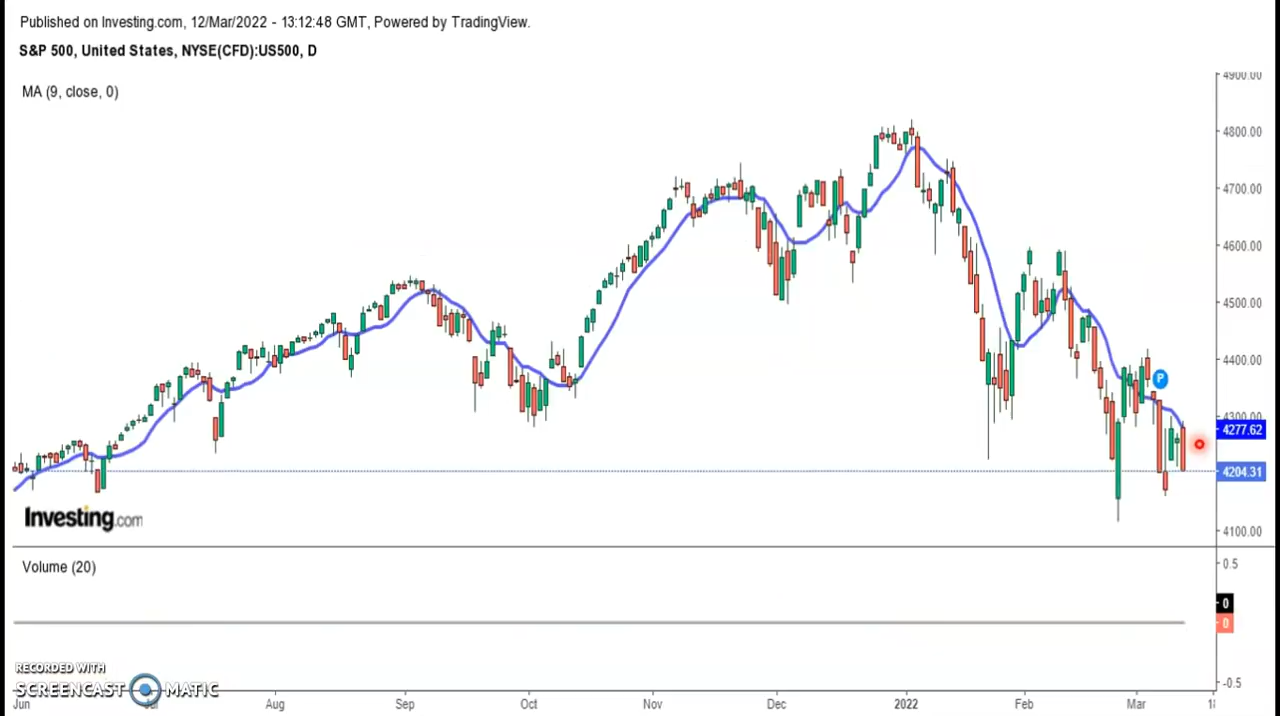 Published on Investing.com, 12/Mar/2022 - 13:12:48 GMT, Powered by TradingView.
S&P 500, United States, NYSE(CFD):US500, D
MA (9, close, 0)
4900.00
4800.00
4700.00
4600.00
4500.00
4400.00
P
4300.00
4277.62
4204.31
Investing.com
4100.00
Volume (20)
0.5
0
0
RECORDED WITH
SCREENCAST MATIC
-0.5
Jun Jul Aug Sep Oct Nov Dec 2022 Feb Mar